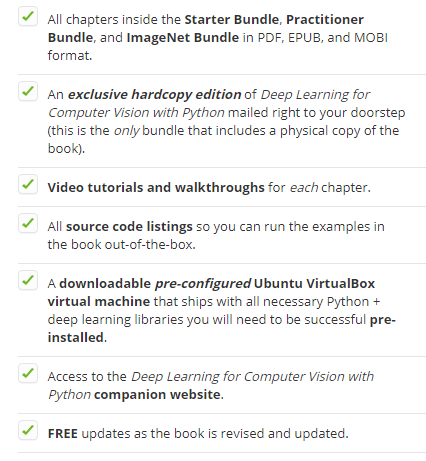 All chapters inside the Starter Bundle, Practitioner
Bundle, and ImageNet Bundle in PDF, EPUB, and MOBI
format.
An exclusive hardcopy edition of Deep Learning for
Computer Vision with Python mailed right to your doorstep
(this is the only bundle that includes a physical copy of the
book).
Video tutorials and walkthroughs for each chapter.
All source code listings so you can run the examples in
the book out-of-the-box.
A downloadable pre-configured Ubuntu VirtualBox
virtual machine that ships with all necessary Python +
deep learning libraries you will need to be successful pre-
installed.
Access to the Deep Learning for Computer Vision with
Python companion website.
FREE updates as the book is revised and updated.